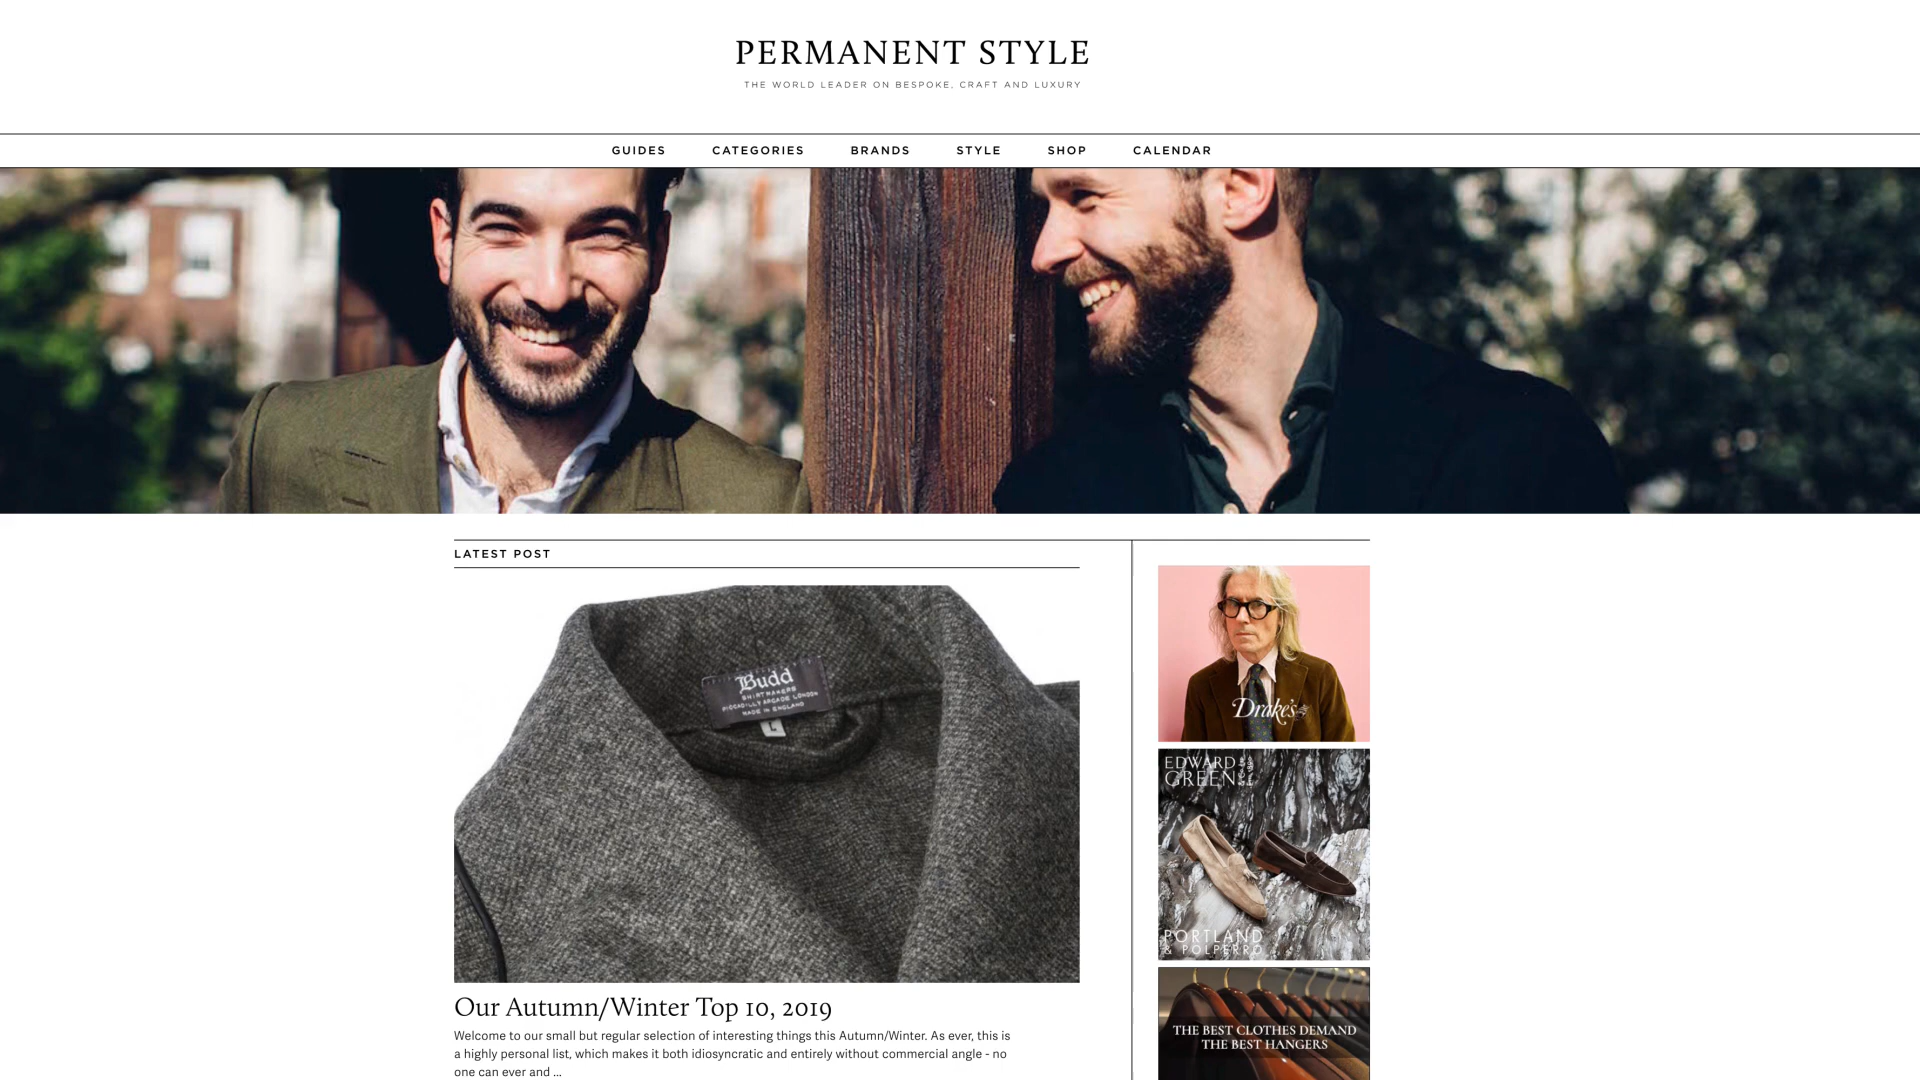 PERMANENT STYLE
THE WORLD LEADER ON BESPOKE, CRAFT AND LUXURY
GUIDES CATEGORIES BRANDS STYLE SHOP CALENDAR
LATEST POST
Budd
SHIRTMAKERS
PICCADILLY ARCADE LONDON
MADE IN ENGLAND
L
Our Autumn/Winter Top 10, 2019
Welcome to our small but regular selection of interesting things this Autumn/Winter. As ever, this is
a highly personal list, which makes it both idiosyncratic and entirely without commercial angle - no
one can ever and ...
Drake's
EDWARD
GREEN
PORTLAND
& POLPERRO
THE BEST CLOTHES DEMAND
THE BEST HANGERS